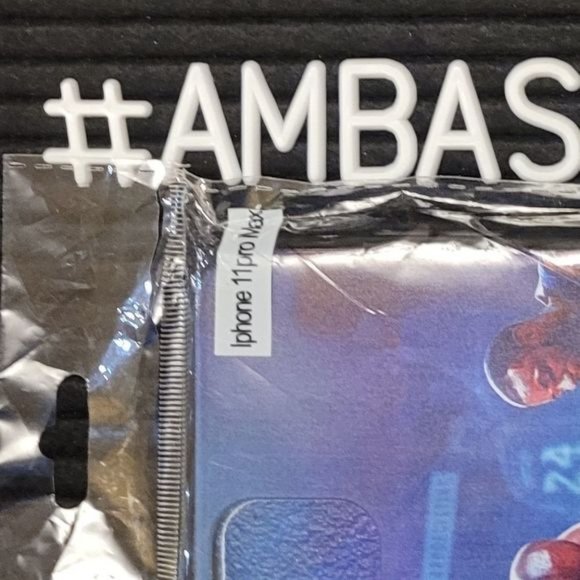 #AMBAS
Iphone 11 pro Max
24